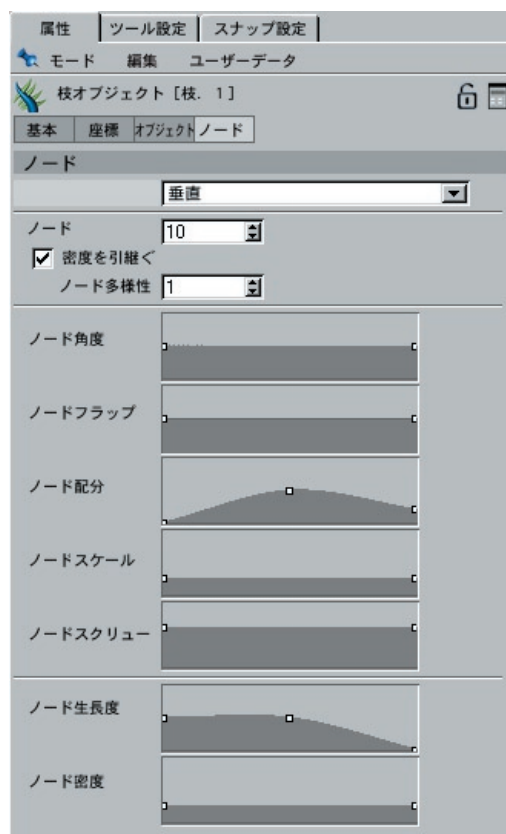 属性 ツール設定 スナップ設定
モード 編集 ユーザーデータ
枝オブジェクト [枝. 1]
基本 座標 オブジェクト ノード
ノード
垂直
ノード 10
密度を引継ぐ
ノード多様性 1
ノード角度
ノードフラップ
ノード配分
ノードスケール
ノードスクリュー
ノード生長度
ノード密度